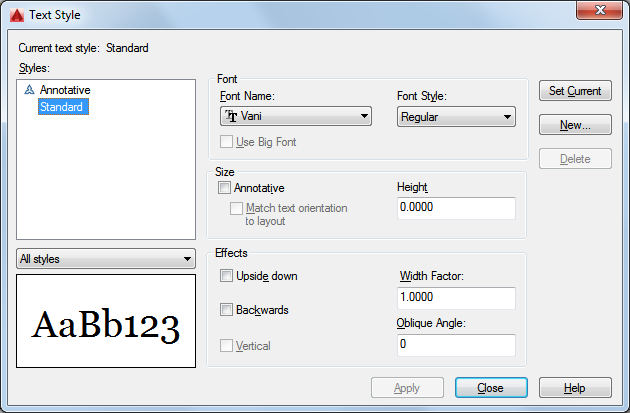 Text Style
Current text style: Standard
Styles:
Annotative
Standard
All styles
AaBb123
Font
Font Name:
Vani
Font Style:
Regular
Use Big Font
Size
Annotative
Match text orientation
to layout
Height
0.0000
Effects
Upside down
Backwards
Vertical
Width Factor:
1.0000
Oblique Angle:
0
Set Current
New...
Delete
Apply
Close
Help